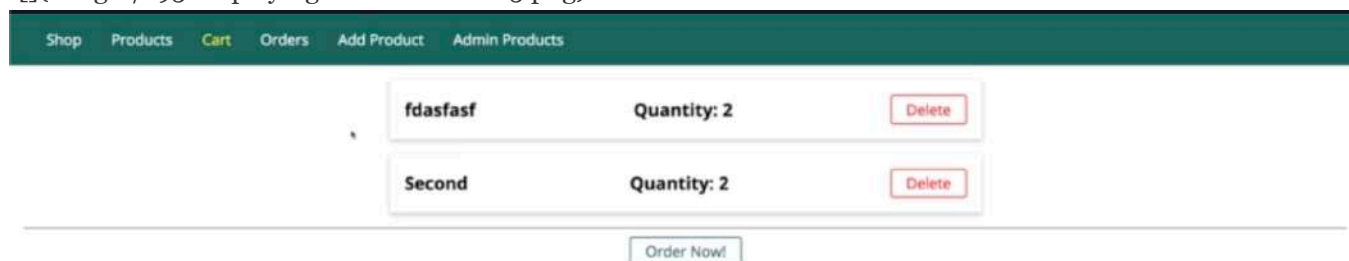 Shop Products Cart Orders Add Product Admin Products
fdasfasf Quantity: 2 Delete
Second Quantity: 2 Delete
Order Now!